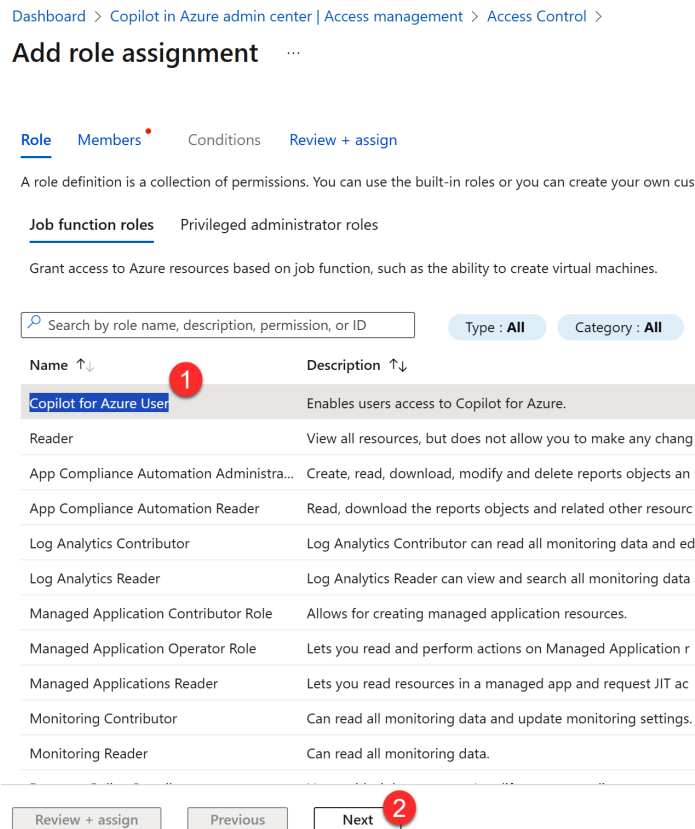 Dashboard > Copilot in Azure admin center | Access management > Access Control >
Add role assignment ...
Role Members Conditions Review + assign
A role definition is a collection of permissions. You can use the built-in roles or you can create your own cus
Job function roles Privileged administrator roles
Grant access to Azure resources based on job function, such as the ability to create virtual machines.
Search by role name, description, permission, or ID Type : All Category : All
Name ↑↓ Description ↑↓
1
Copilot for Azure User Enables users access to Copilot for Azure.
Reader View all resources, but does not allow you to make any chang
App Compliance Automation Administra... Create, read, download, modify and delete reports objects an
App Compliance Automation Reader Read, download the reports objects and related other resourc
Log Analytics Contributor Log Analytics Contributor can read all monitoring data and ed
Log Analytics Reader Log Analytics Reader can view and search all monitoring data
Managed Application Contributor Role Allows for creating managed application resources.
Managed Application Operator Role Lets you read and perform actions on Managed Application r
Managed Applications Reader Lets you read resources in a managed app and request JIT ac
Monitoring Contributor Can read all monitoring data and update monitoring settings.
Monitoring Reader Can read all monitoring data.
Review + assign Previous Next 2